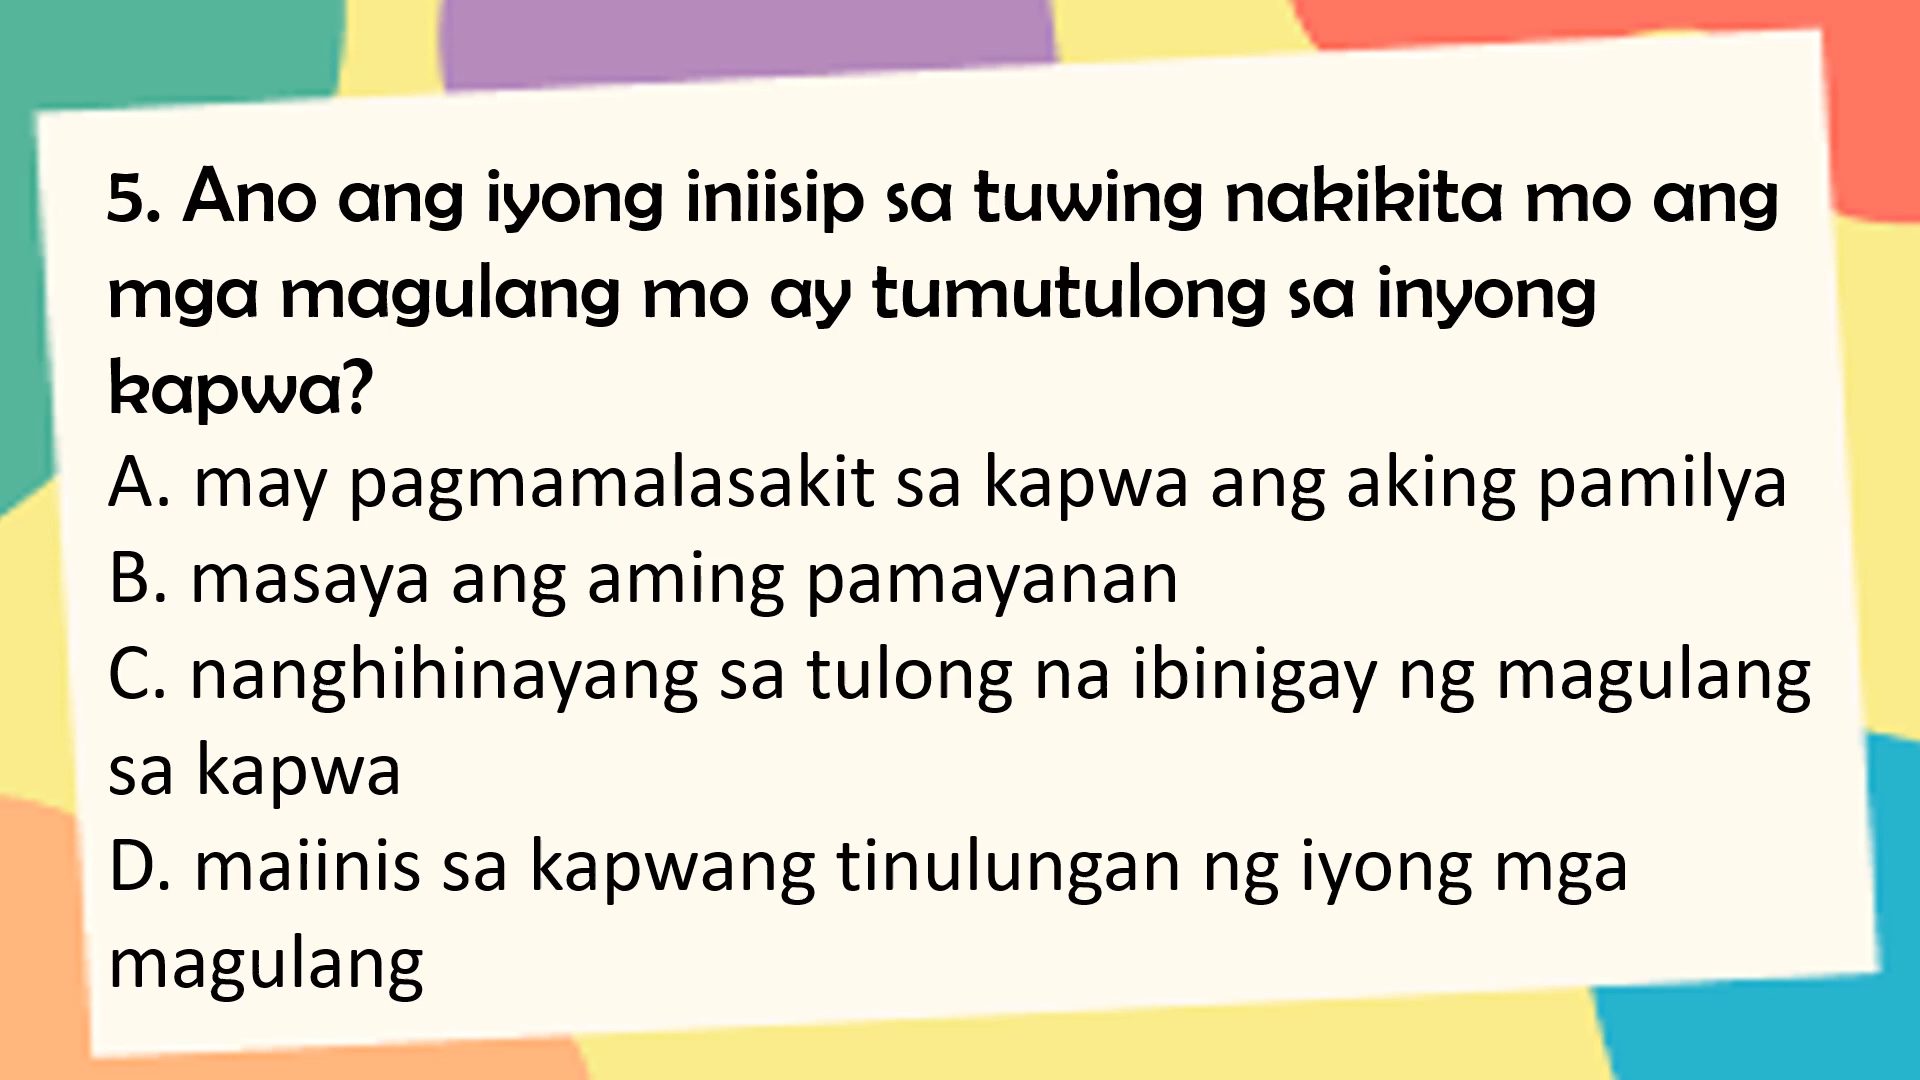 5. Ano ang iyong iniisip sa tuwing nakikita mo ang
mga magulang mo ay tumutulong sa inyong
kapwa?
A. may pagmamalasakit sa kapwa ang aking pamilya
B. masaya ang aming pamayanan
C. nanghihinayang sa tulong na ibinigay ng magulang
sa kapwa
D. maiinis sa kapwang tinulungan ng iyong mga
magulang